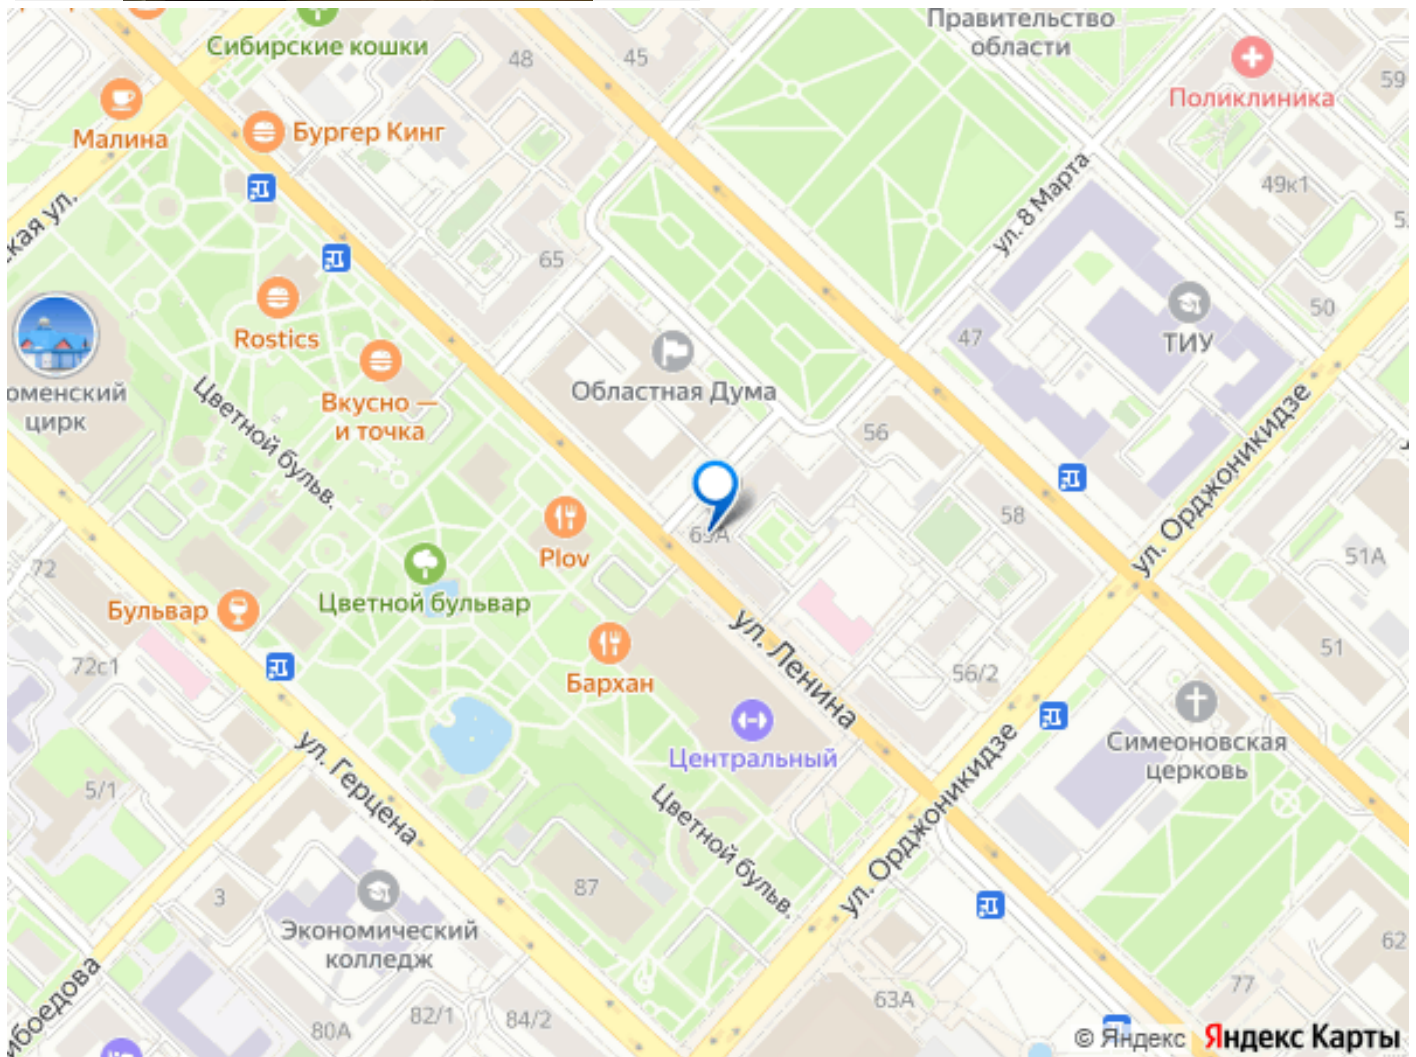 Правительство
области
Сибирские кошки
48
45
59
Поликлиника
Малина
Бургер Кинг
49к1
ул. 8 Марта
кая ул.
65
50
Rostics
47
ТИУ
Областная Дума
оменский
цирк
Вкусно —
и точка
Цветной бульв.
56
ул. Орджоникидзе
58
Plov
51А
72
Цветной бульвар
Бульвар
ул. Ленина
51
72с1
Бархан
56/2
Центральный
Симеоновская
церковь
ул. Герцена
5/1
Цветной бульв.
ул. Орджоникидзе
87
3
Экономический
колледж
62
77
63А
ибоедова
80А
82/1
84/2
© Яндекс Яндекс Карты